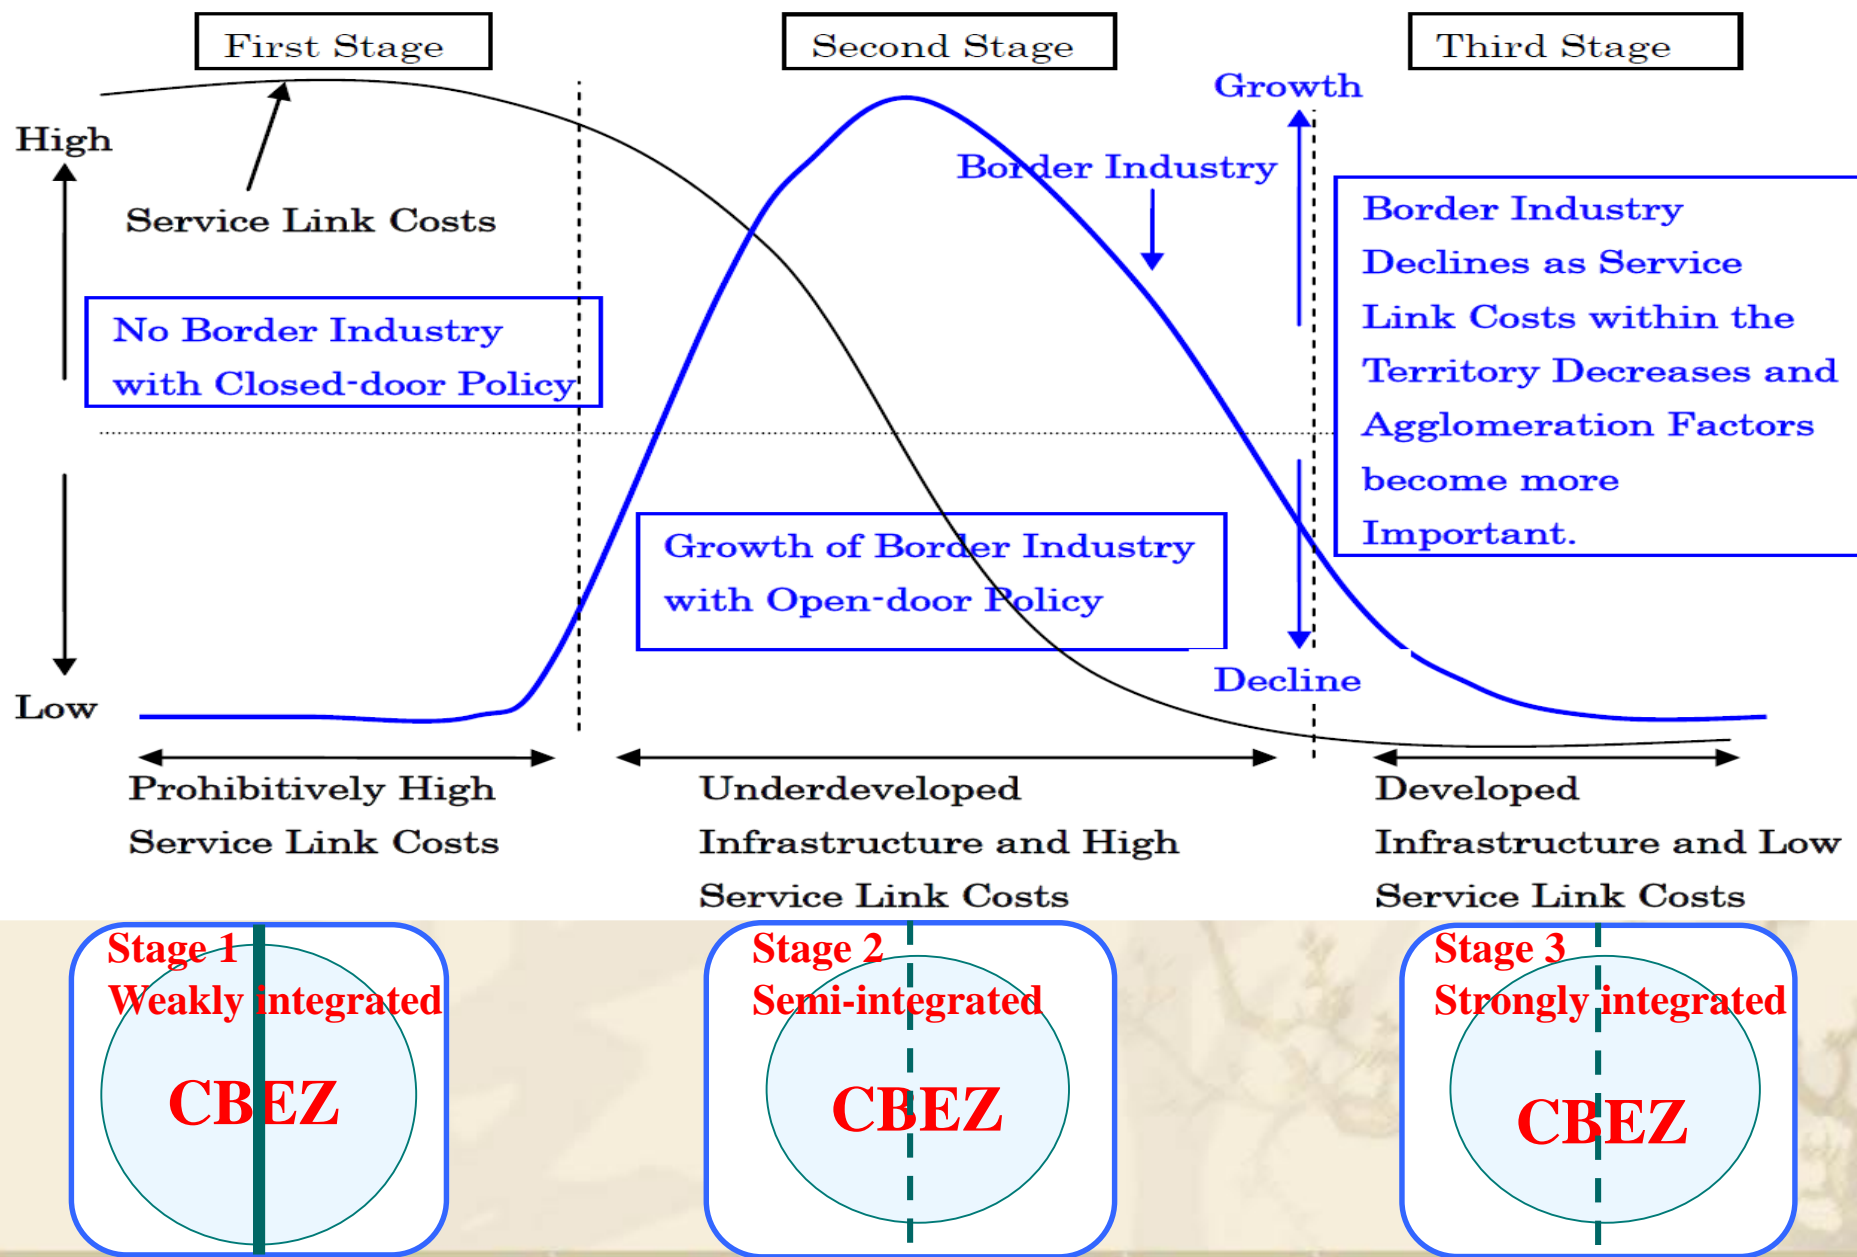 First Stage
Second Stage
Third Stage
Growth
High
Border Industry
Service Link Costs
Border Industry
Declines as Service
Link Costs within the
Territory Decreases and
Agglomeration Factors
become more
Important.
No Border Industry
with Closed-door Policy
Growth of Border Industry
with Open-door Policy
Decline
Low
Prohibitively High
Service Link Costs
Underdeveloped
Infrastructure and High
Service Link Costs
Developed
Infrastructure and Low
Service Link Costs
Stage 1
Weakly integrated
CBEZ
Stage 2
Semi-integrated
CBEZ
Stage 3
Strongly integrated
CBEZ